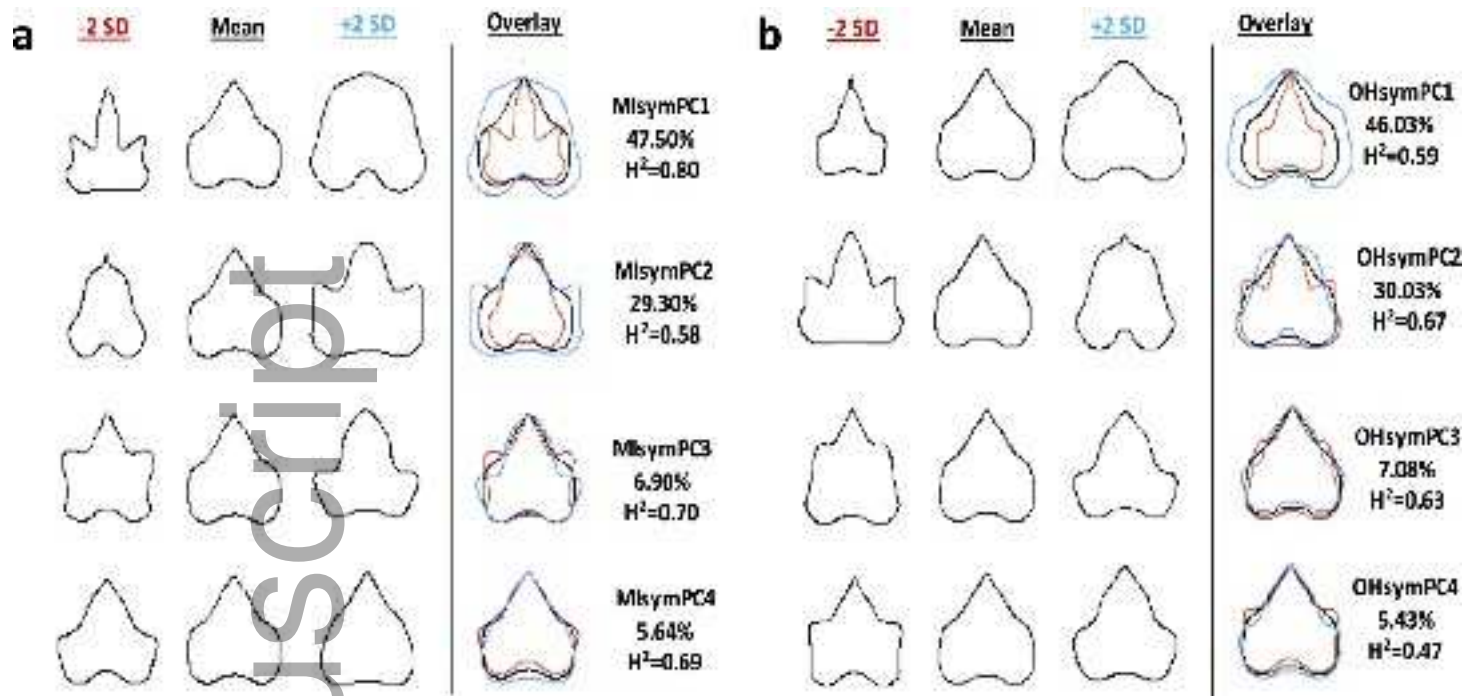 a
-2 SD
Mean
+2 SD
Overlay
MIsymPC1
47.50%
H²=0.80
MIsymPC2
29.30%
H²=0.58
MIsymPC3
6.90%
H²=0.70
MIsymPC4
5.64%
H²=0.69
b
-2 SD
Mean
+2 SD
Overlay
OHsymPC1
46.03%
H²=0.59
OHsymPC2
30.03%
H²=0.67
OHsymPC3
7.08%
H²=0.63
OHsymPC4
5.43%
H²=0.47
uscript